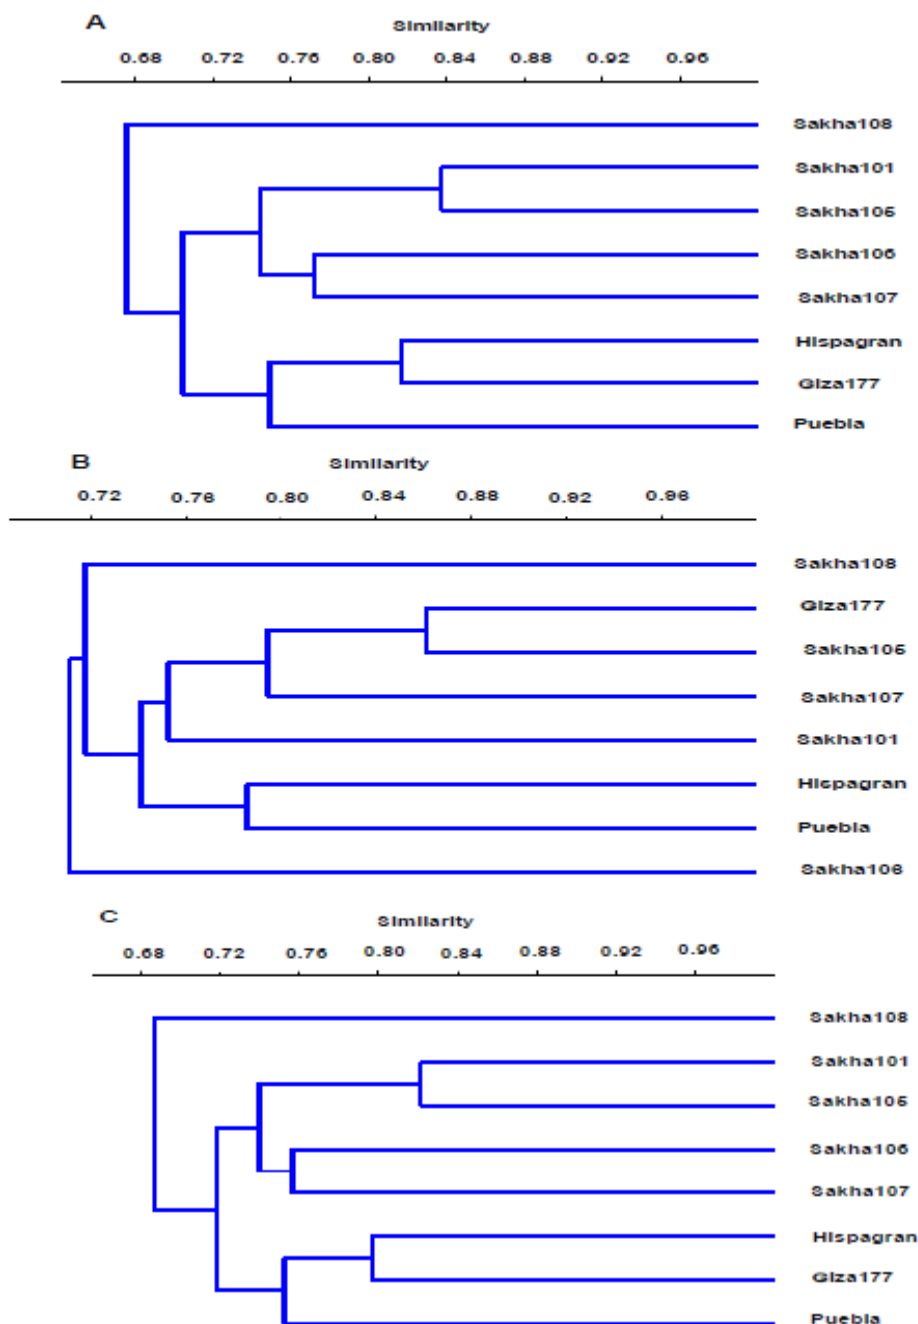 A
Similarity
0.68 0.72 0.76 0.80 0.84 0.88 0.92 0.96
Sakha108
Sakha101
Sakha105
Sakha106
Sakha107
Hispagran
Giza177
Puebla
B
Similarity
0.72 0.76 0.80 0.84 0.88 0.92 0.96
Sakha108
Giza177
Sakha105
Sakha107
Sakha101
Hispagran
Puebla
Sakha106
C
Similarity
0.68 0.72 0.76 0.80 0.84 0.88 0.92 0.96
Sakha108
Sakha101
Sakha105
Sakha106
Sakha107
Hispagran
Giza177
Puebla